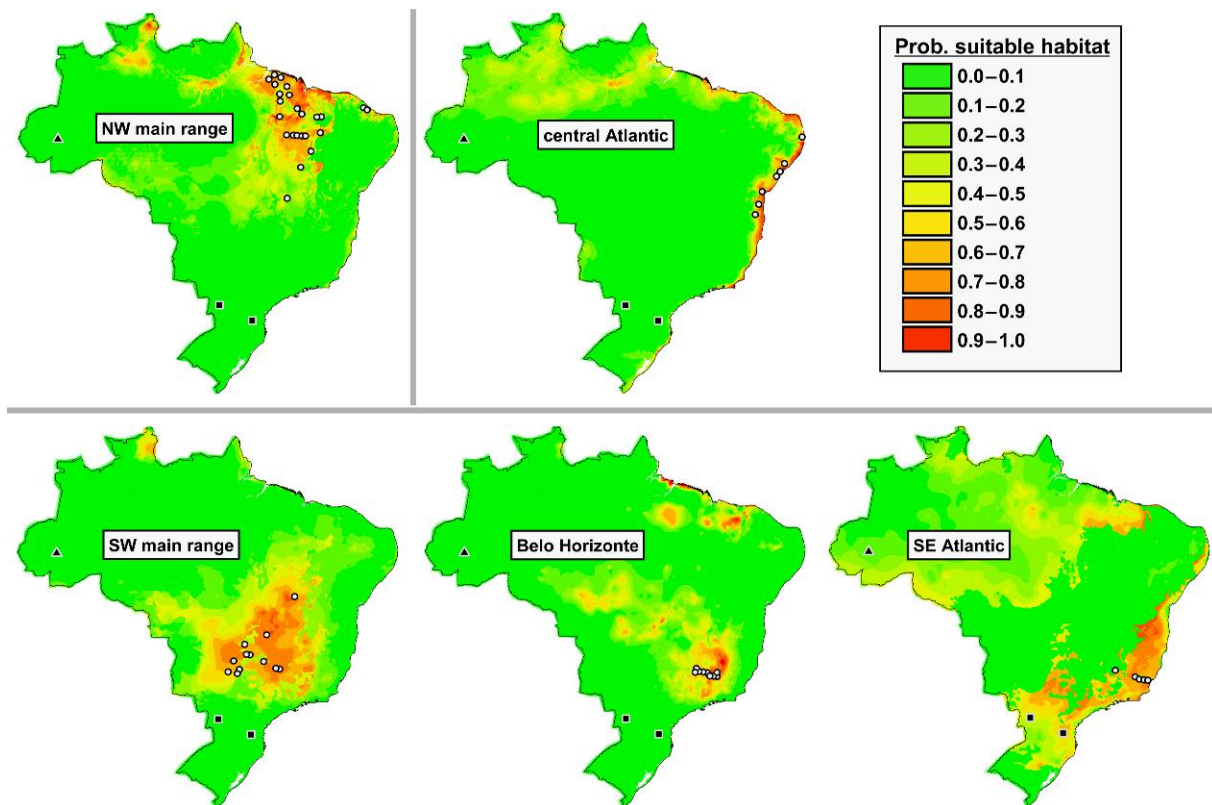 NW main range
central Atlantic
Prob. suitable habitat
0.0–0.1
0.1–0.2
0.2–0.3
0.3–0.4
0.4–0.5
0.5–0.6
0.6–0.7
0.7–0.8
0.8–0.9
0.9–1.0
SW main range
Belo Horizonte
SE Atlantic